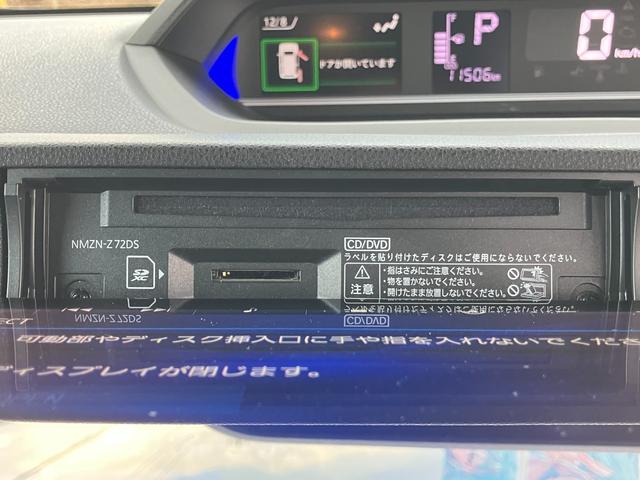 12/8
ドアが開いています
P
11506km
0
km/h
NMZN-Z72DS
CD/DVD
ラベルを貼り付けたディスクはご使用にならないでください。
注意
・指はさみにご注意ください。
・物を置かないでください。
・開けたまま放置しないでください。
SD
XC
NMZN-Z72DS
CD/DVD
可動部やディスク挿入口に手や指を入れないでくださ
ディスプレイが閉じます。